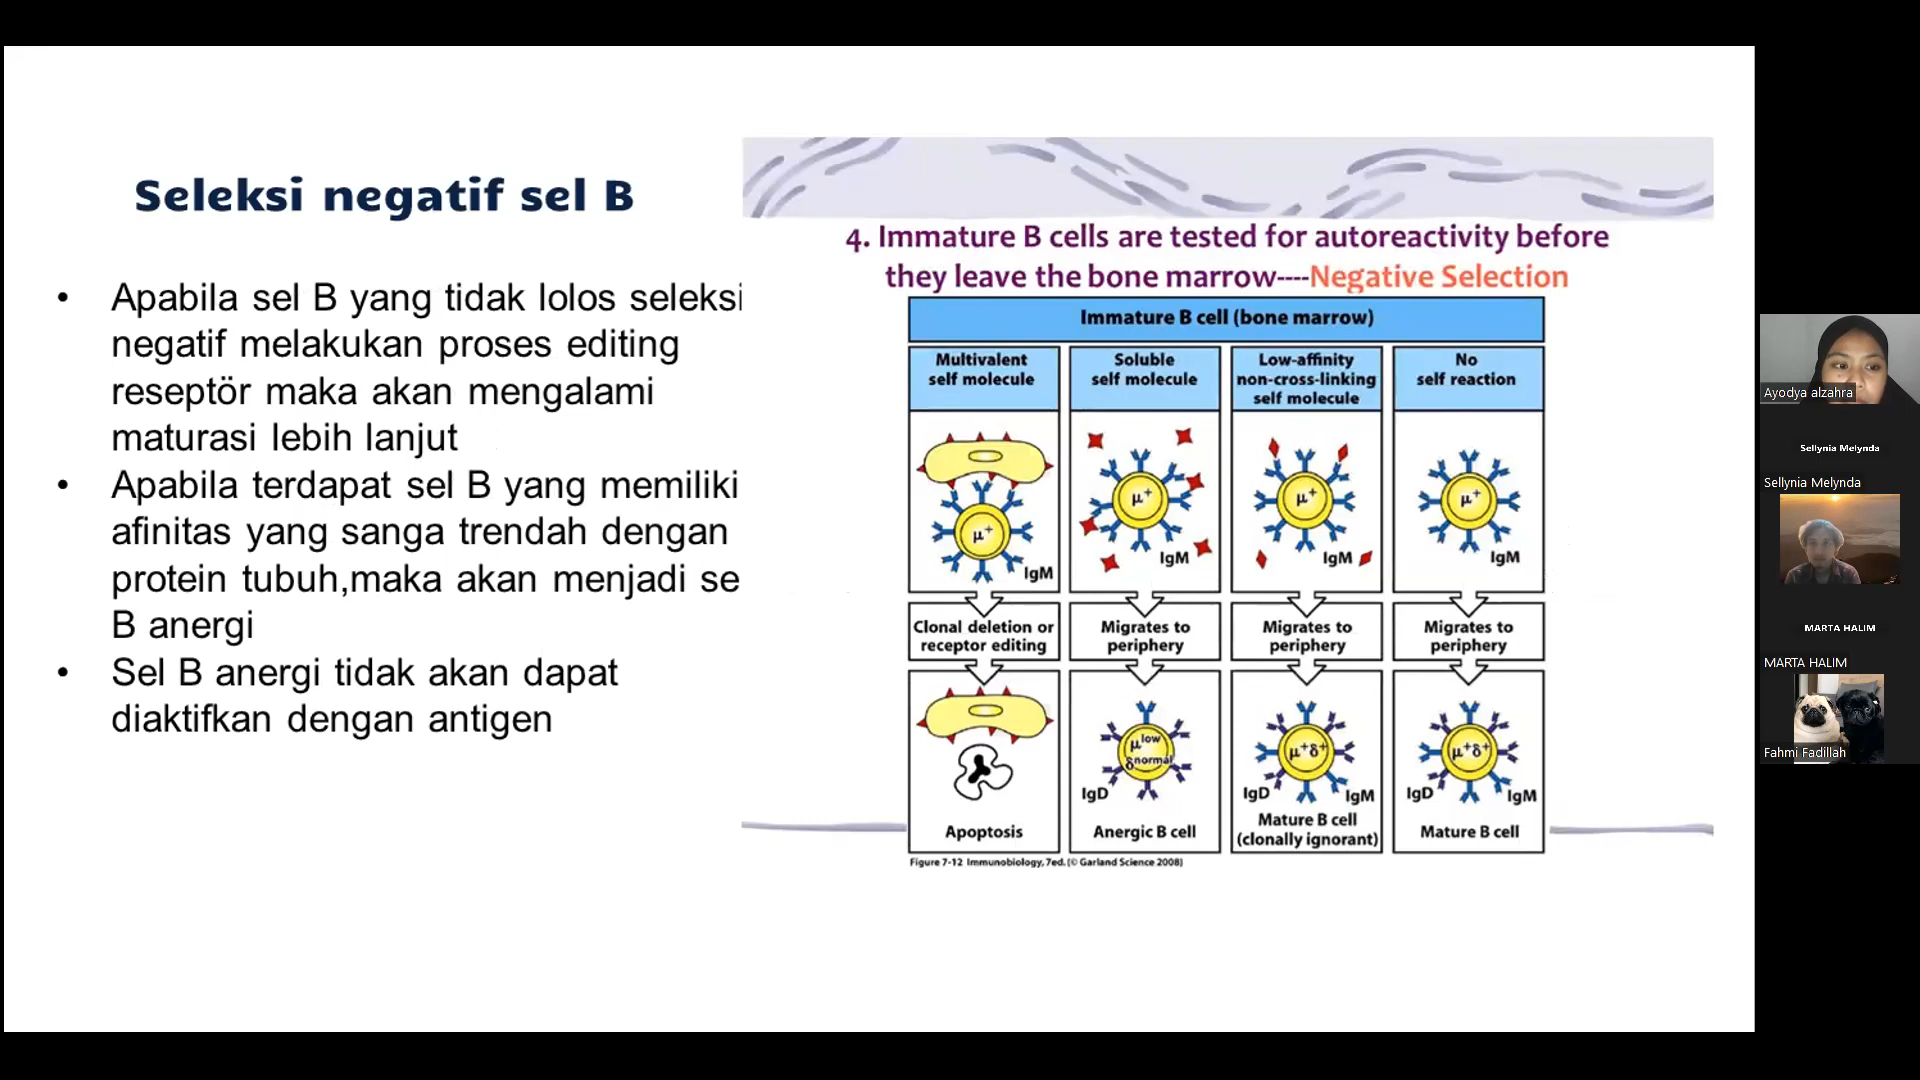 Seleksi negatif sel B
• Apabila sel B yang tidak lolos seleksi
negatif melakukan proses editing
reseptör maka akan mengalami
maturasi lebih lanjut
• Apabila terdapat sel B yang memiliki
afinitas yang sanga trendah dengan
protein tubuh,maka akan menjadi se
B anergi
• Sel B anergi tidak akan dapat
diaktifkan dengan antigen
4. Immature B cells are tested for autoreactivity before
they leave the bone marrow----Negative Selection
Immature B cell (bone marrow)
Multivalent
self molecule
Soluble
self molecule
Low-affinity
non-cross-linking
self molecule
No
self reaction
μ+
IgM
μ+
IgM
μ+
IgM
μ+
IgM
Clonal deletion or
receptor editing
Migrates to
periphery
Migrates to
periphery
Migrates to
periphery
Apoptosis
μlow
δnormal
IgD
Anergic B cell
μ+δ+
IgD IgM
Mature B cell
(clonally ignorant)
μ+δ+
IgD IgM
Mature B cell
Figure 7-12 Immunobiology, 7ed. (© Garland Science 2008)
Ayodya alzahra
Sellynia Melynda
Sellynia Melynda
MARTA HALIM
MARTA HALIM
Fahmi Fadillah